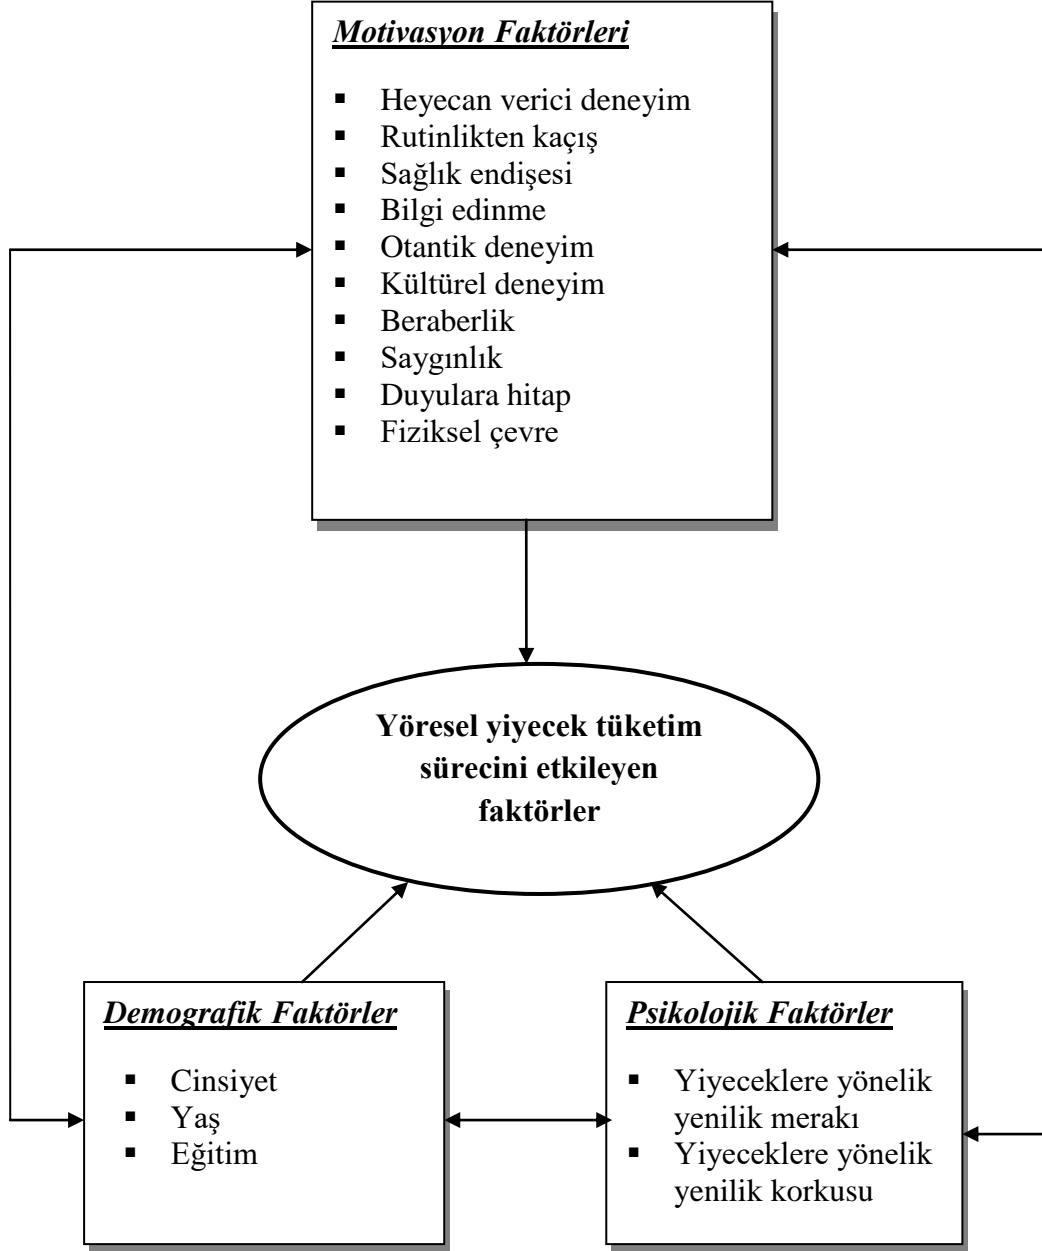 Motivasyon Faktörleri
▪ Heyecan verici deneyim
▪ Rutinlikten kaçış
▪ Sağlık endişesi
▪ Bilgi edinme
▪ Otantik deneyim
▪ Kültürel deneyim
▪ Beraberlik
▪ Saygınlık
▪ Duyulara hitap
▪ Fiziksel çevre
Yöresel yiyecek tüketim
sürecini etkileyen
faktörler
Demografik Faktörler
▪ Cinsiyet
▪ Yaş
▪ Eğitim
Psikolojik Faktörler
▪ Yiyeceklere yönelik
yenilik merakı
▪ Yiyeceklere yönelik
yenilik korkusu